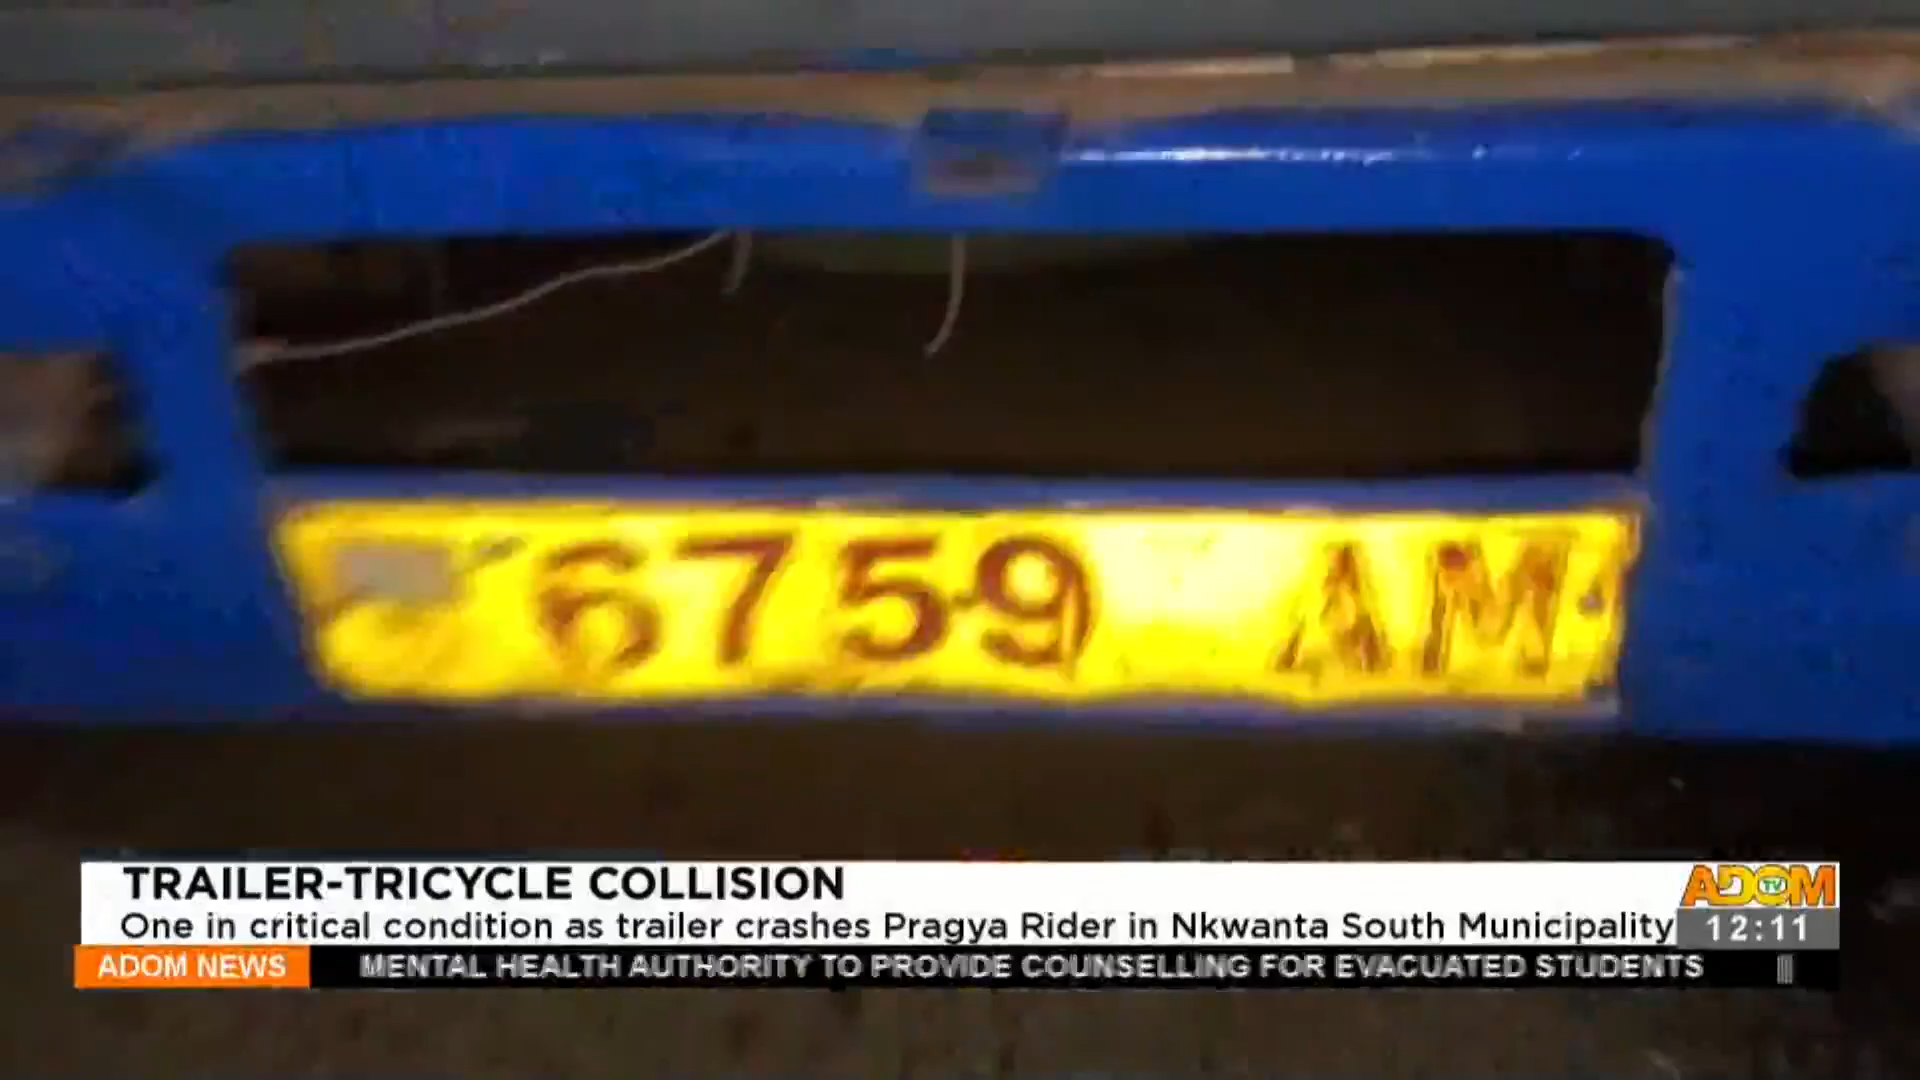 6759 AM
TRAILER-TRICYCLE COLLISION
One in critical condition as trailer crashes Pragya Rider in Nkwanta South Municipality
ADOM TV
12:11
ADOM NEWS
MENTAL HEALTH AUTHORITY TO PROVIDE COUNSELLING FOR EVACUATED STUDENTS